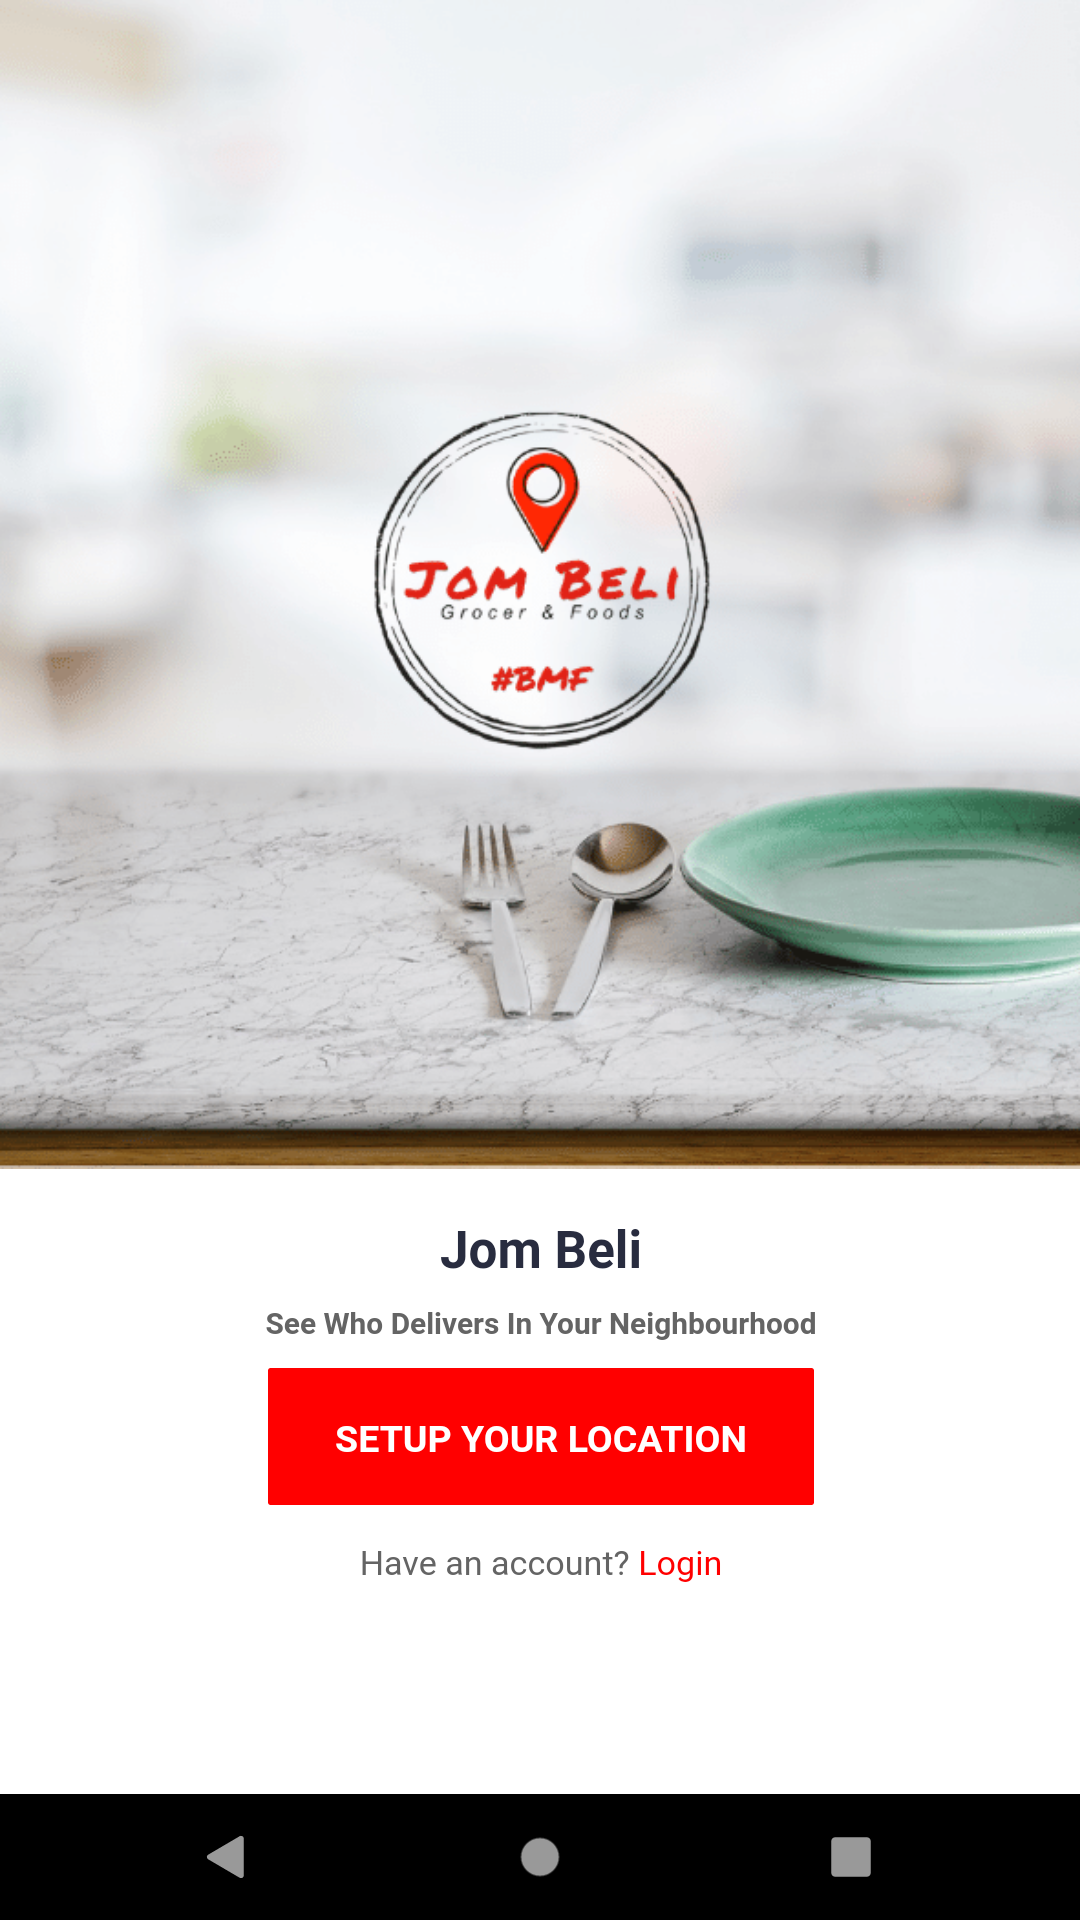 Jom Beli
Grocer & Foods
#BMF
Jom Beli
See Who Delivers In Your Neighbourhood
SETUP YOUR LOCATION
Have an account? Login